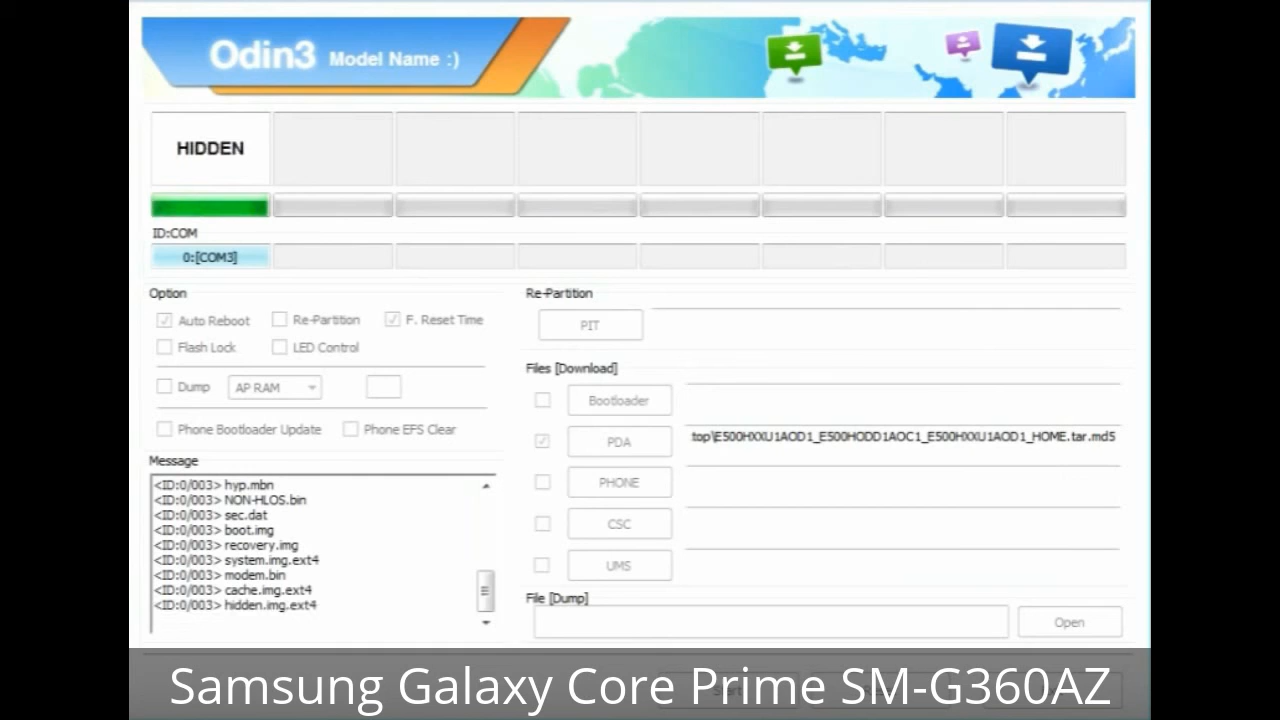 Odin3 Model Name :)
HIDDEN
ID:COM
0:[COM3]
Option
Auto Reboot Re-Partition F. Reset Time
Flash Lock LED Control
Dump AP RAM
Phone Bootloader Update Phone EFS Clear
Message
<ID:0/003> hyp.mbn
<ID:0/003> NON-HLOS.bin
<ID:0/003> sec.dat
<ID:0/003> boot.img
<ID:0/003> recovery.img
<ID:0/003> system.img.ext4
<ID:0/003> modem.bin
<ID:0/003> cache.img.ext4
<ID:0/003> hidden.img.ext4
Re-Partition
PIT
Files [Download]
Bootloader
PDA top\E500HXXU1AOD1_E500HODD1AOC1_E500HXXU1AOD1_HOME.tar.md5
PHONE
CSC
UMS
File [Dump]
Open
Samsung Galaxy Core Prime SM-G360AZ